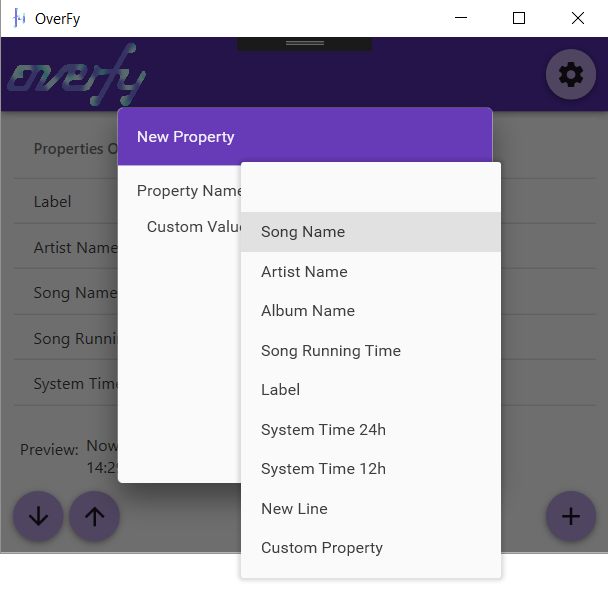 OverFy
overfy
New Property
Properties O
Property Name
Label
Custom Valu
Song Name
Artist Name
Artist Name
Album Name
Song Name
Song Running Time
Song Runni
Label
System Time
System Time 24h
Preview:
Now
14:2
System Time 12h
New Line
Custom Property